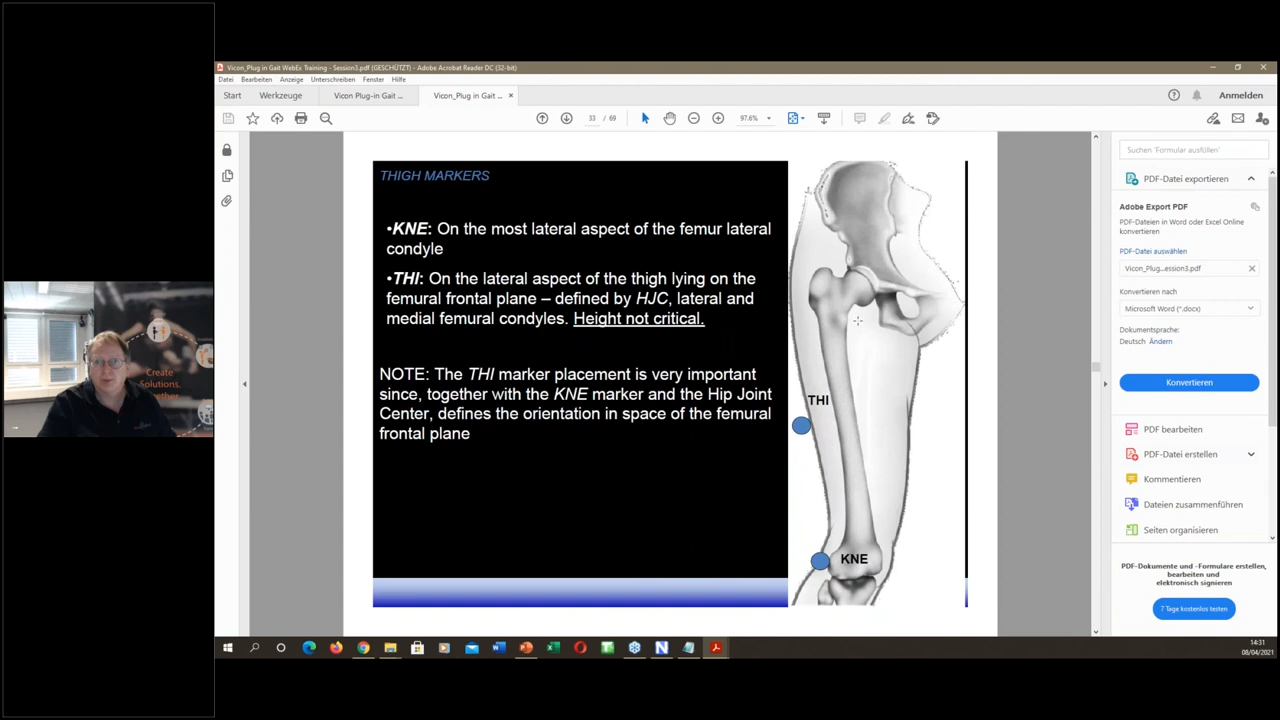 Vicon_Plug in Gait WebEx Training - Session3.pdf (GESCHÜTZT) - Adobe Acrobat Reader DC (32-bit)
Datei Bearbeiten Anzeige Unterschreiben Fenster Hilfe
Start Werkzeuge Vicon Plug-in Gait ... Vicon_Plug in Gait ... × Anmelden
33 / 69 97.6%
THIGH MARKERS
•KNE: On the most lateral aspect of the femur lateral
condyle
•THI: On the lateral aspect of the thigh lying on the
femoral frontal plane – defined by HJC, lateral and
medial femoral condyles. Height not critical.
NOTE: The THI marker placement is very important
since, together with the KNE marker and the Hip Joint
Center, defines the orientation in space of the femoral
frontal plane
THI
KNE
Create
Solutions.
Suchen 'Formular ausfüllen'
PDF-Datei exportieren
Adobe Export PDF
PDF-Dateien in Word oder Excel Online
konvertieren
PDF-Datei auswählen
Vicon_Plug...ession3.pdf
Konvertieren nach
Microsoft Word (*.docx)
Dokumentsprache:
Deutsch Ändern
Konvertieren
PDF bearbeiten
PDF-Datei erstellen
Kommentieren
Dateien zusammenführen
Seiten organisieren
PDF-Dokumente und -Formulare erstellen,
bearbeiten und
elektronisch signieren
7 Tage kostenlos testen
14:31
08/04/2021